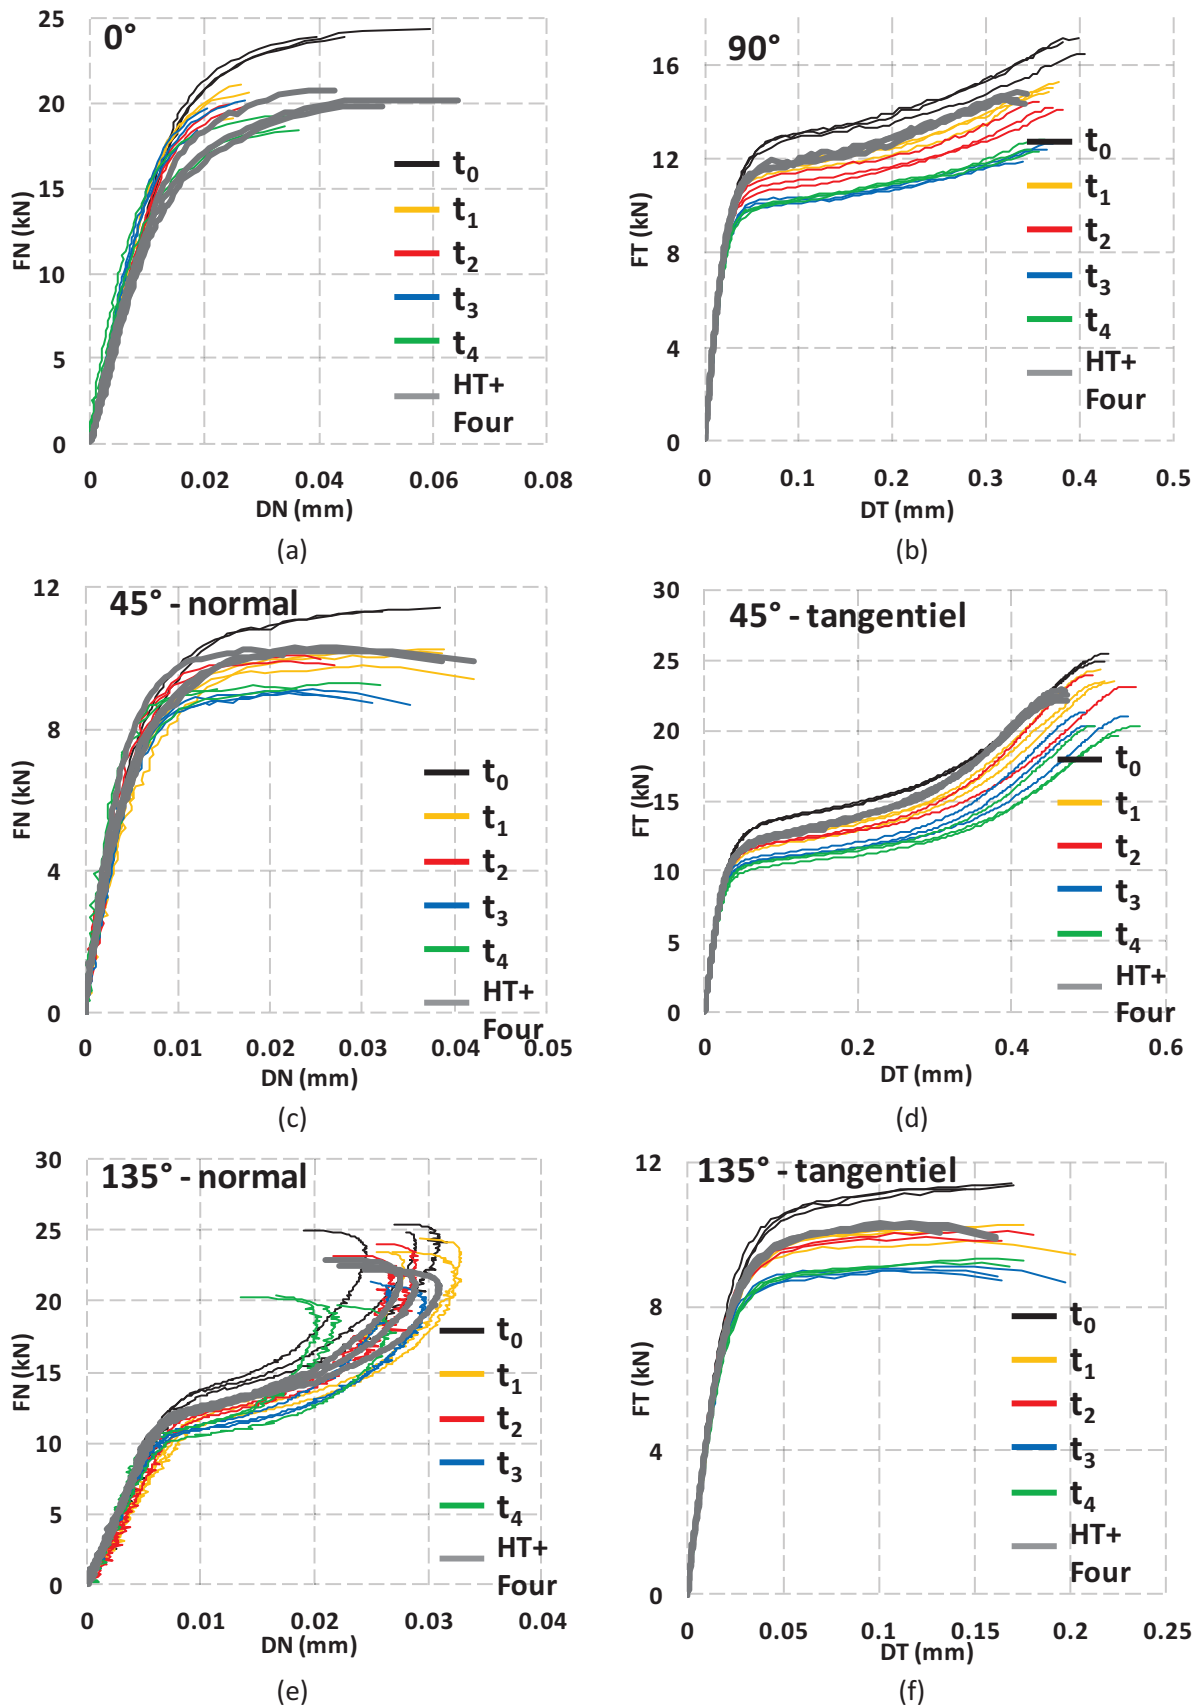 0°
FN (kN)
25
20
15
10
5
0
t0
t1
t2
t3
t4
HT+
Four
0 0.02 0.04 0.06 0.08
DN (mm)
(a)
90°
FT (kN)
16
12
8
4
0
t0
t1
t2
t3
t4
HT+
Four
0 0.1 0.2 0.3 0.4 0.5
DT (mm)
(b)
45° - normal
FN (kN)
12
8
4
0
t0
t1
t2
t3
t4
HT+
Four
0 0.01 0.02 0.03 0.04 0.05
DN (mm)
(c)
45° - tangentiel
FT (kN)
30
25
20
15
10
5
0
t0
t1
t2
t3
t4
HT+
Four
0 0.2 0.4 0.6
DT (mm)
(d)
135° - normal
FN (kN)
30
25
20
15
10
5
0
t0
t1
t2
t3
t4
HT+
Four
0 0.01 0.02 0.03 0.04
DN (mm)
(e)
135° - tangentiel
FT (kN)
12
8
4
0
t0
t1
t2
t3
t4
HT+
Four
0 0.05 0.1 0.15 0.2 0.25
DT (mm)
(f)